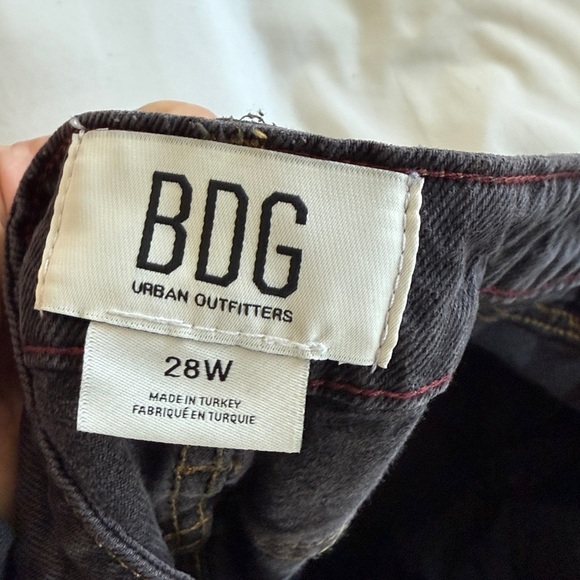 BDG
URBAN OUTFITTERS
28W
MADE IN TURKEY
FABRIQUÉ EN TURQUIE